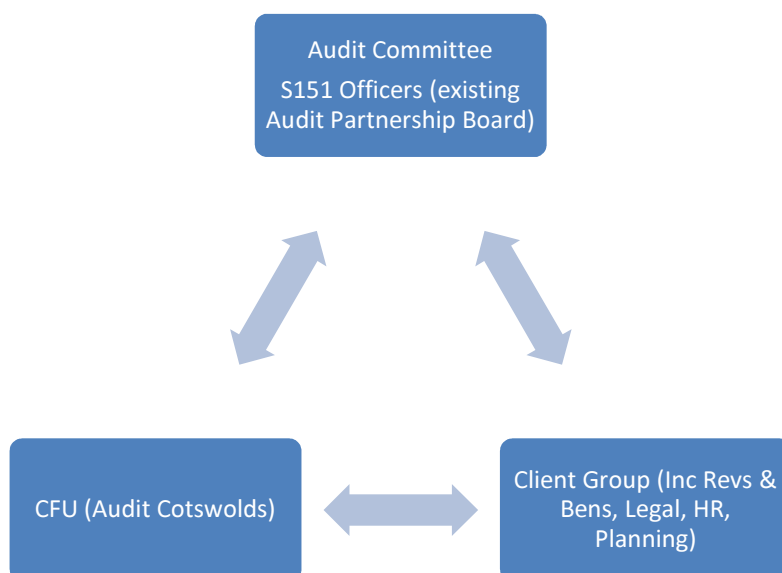 Audit Committee
S151 Officers (existing
Audit Partnership Board)
CFU (Audit Cotswolds)
Client Group (Inc Revs &
Bens, Legal, HR,
Planning)